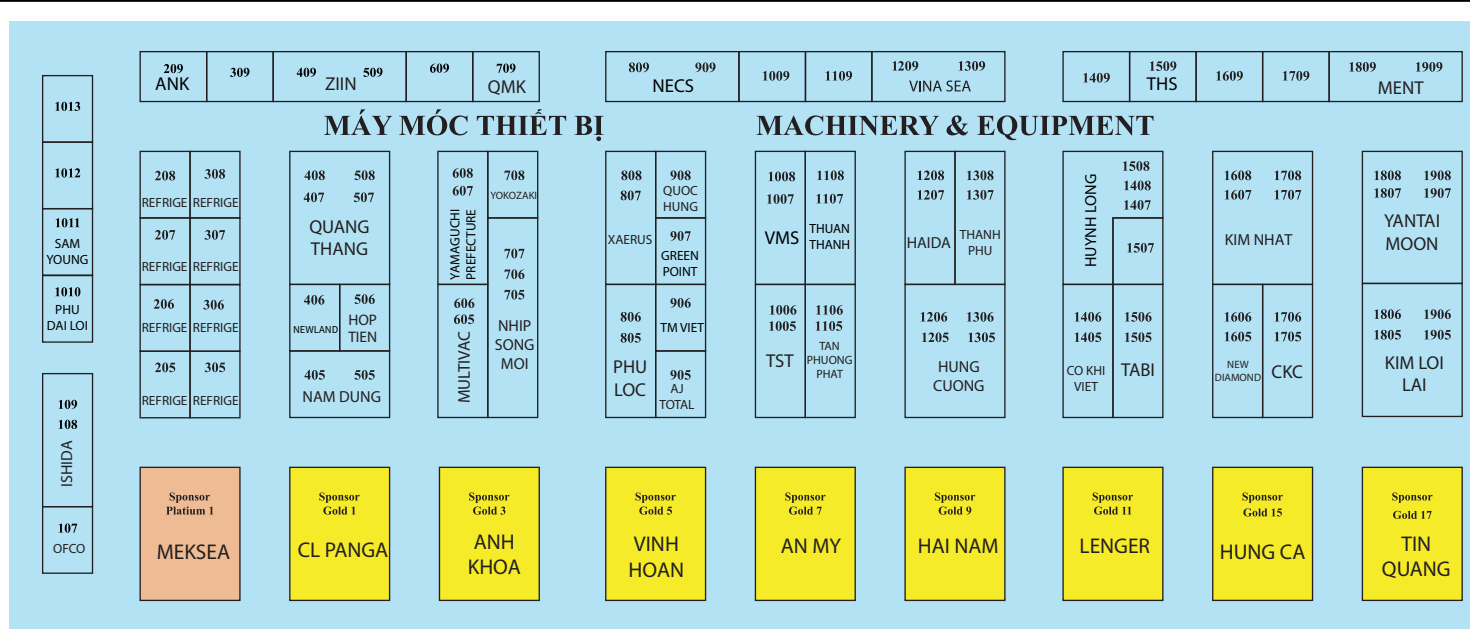 209
ANK
309
409 509
ZIIN
609
709
QMK
809 909
NECS
1009
1109
1209 1309
VINA SEA
1409
1509
THS
1609
1709
1809 1909
MENT
MÁY MÓC THIẾT BỊ
MACHINERY & EQUIPMENT
1013
1012
1011
SAM
YOUNG
1010
PHU
DAI LOI
109
108
ISHIDA
107
OFCO
208
REFRIGE
308
REFRIGE
207
REFRIGE
307
REFRIGE
206
REFRIGE
306
REFRIGE
205
REFRIGE
305
REFRIGE
408 508
407 507
QUANG
THANG
406
NEWLAND
506
HOP
TIEN
405 505
NAM DUNG
608
607
YAMAGUCHI
PREFECTURE
606
605
MULTIVAC
708
YOKOZAKI
707
706
705
NHIP
SONG
MOI
808
807
XAERUS
908
QUOC
HUNG
907
GREEN
POINT
806
805
PHU
LOC
906
TM VIET
905
AJ
TOTAL
1008
1007
VMS
1108
1107
THUAN
THANH
1006
1005
TST
1106
1105
TAN
PHUONG
PHAT
1208
1207
HAIDA
1308
1307
THANH
PHU
1206 1306
1205 1305
HUNG
CUONG
HUYNH LONG
1508
1408
1407
1507
1406
1405
CO KHI
VIET
1506
1505
TABI
1608 1708
1607 1707
KIM NHAT
1606
1605
NEW
DIAMOND
1706
1705
CKC
1808 1908
1807 1907
YANTAI
MOON
1806 1906
1805 1905
KIM LOI
LAI
Sponsor
Platium 1
MEKSEA
Sponsor
Gold 1
CL PANGA
Sponsor
Gold 3
ANH
KHOA
Sponsor
Gold 5
VINH
HOAN
Sponsor
Gold 7
AN MY
Sponsor
Gold 9
HAI NAM
Sponsor
Gold 11
LENGER
Sponsor
Gold 15
HUNG CA
Sponsor
Gold 17
TIN
QUANG